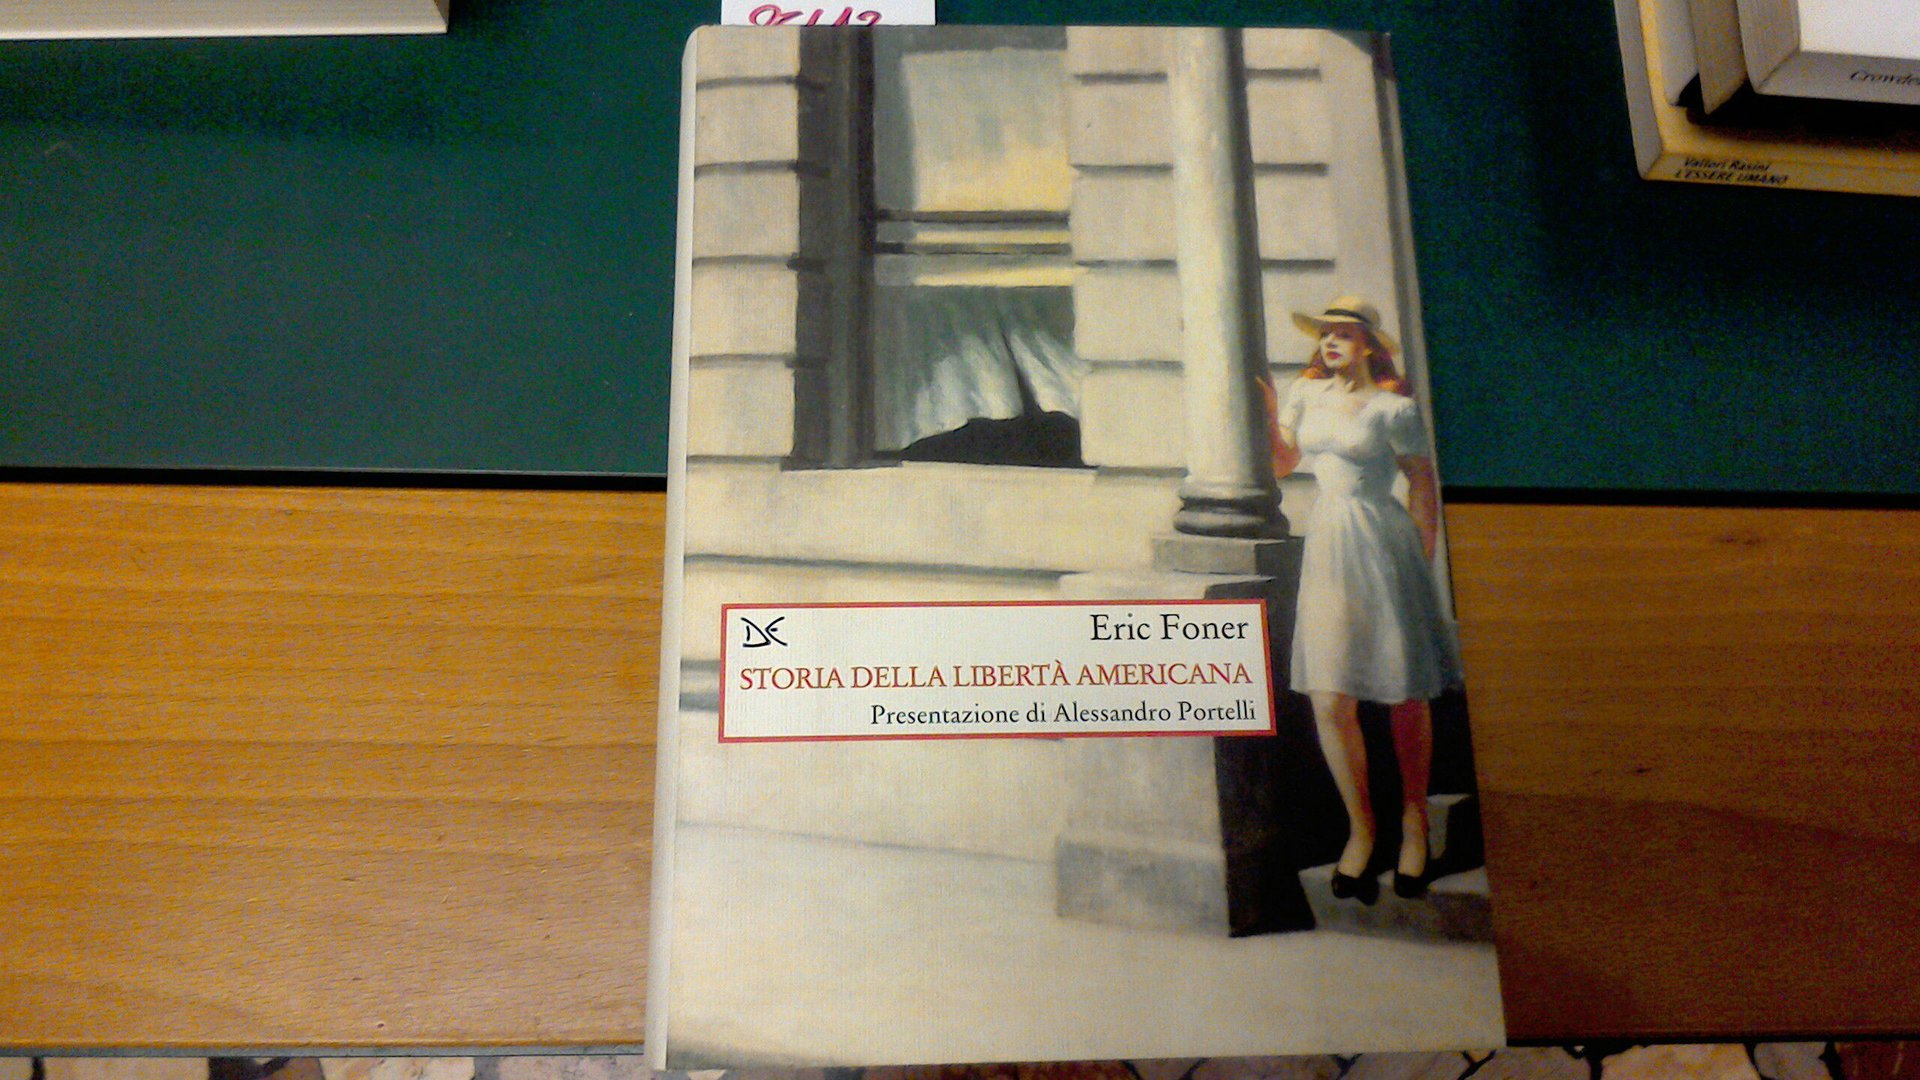 Eric Foner
STORIA DELLA LIBERTÀ AMERICANA
Presentazione di Alessandro Portelli
Vallori Rasini
L'ESSERE UMANO